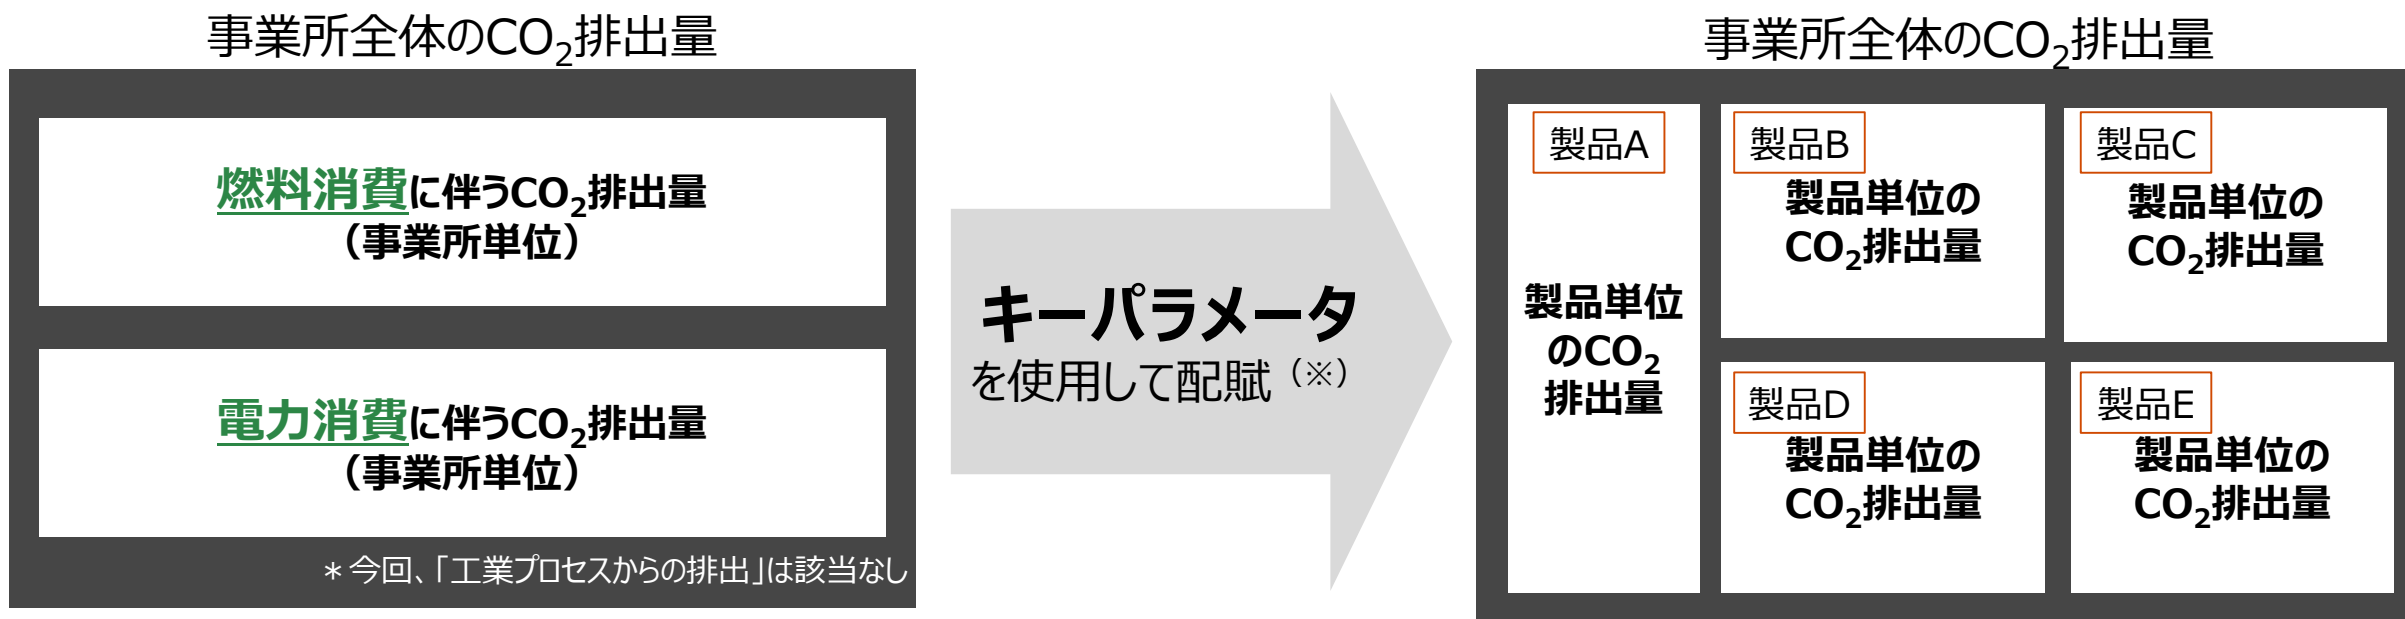 事業所全体のCO₂排出量
燃料消費に伴うCO₂排出量
（事業所単位）
電力消費に伴うCO₂排出量
（事業所単位）
＊今回、「工業プロセスからの排出」は該当なし
キーパラメータ
を使用して配賦（※）
事業所全体のCO₂排出量
製品A
製品単位
のCO₂
排出量
製品B
製品単位の
CO₂排出量
製品C
製品単位の
CO₂排出量
製品D
製品単位の
CO₂排出量
製品E
製品単位の
CO₂排出量